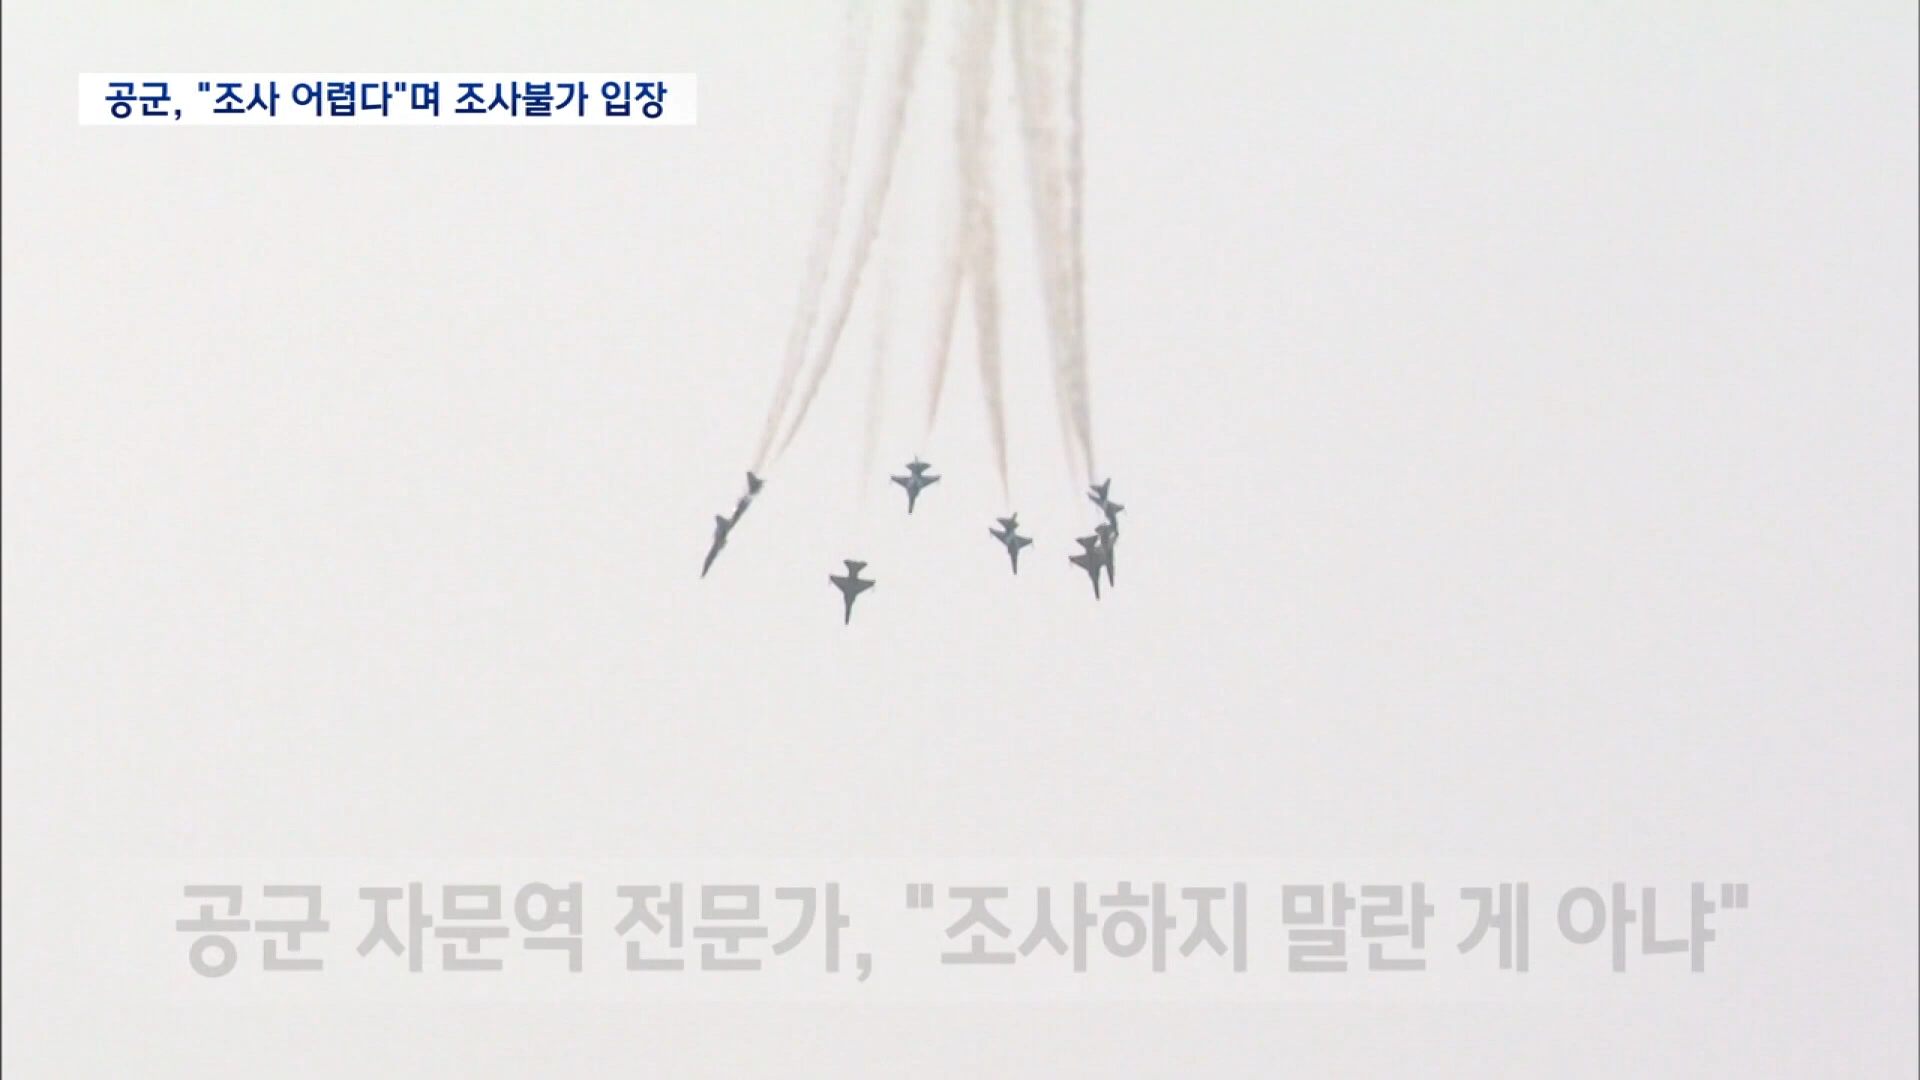 공군, "조사 어렵다"며 조사불가 입장
공군 자문역 전문가, "조사하지 말란 게 아냐"